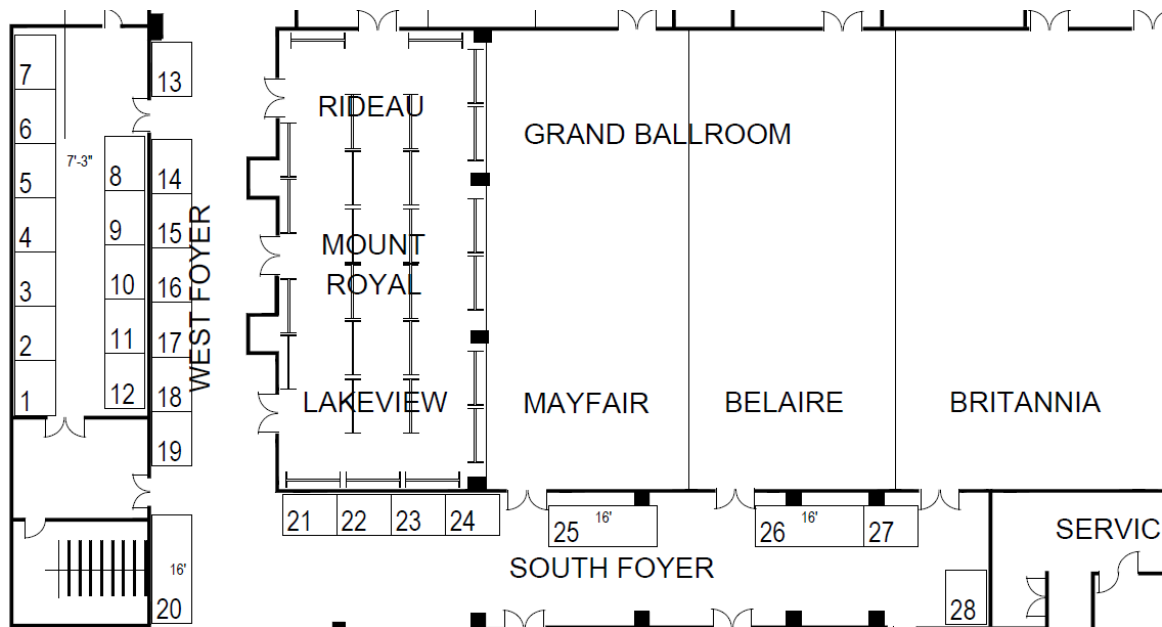 7
6
5
4
3
2
1
7'-3"
8
9
10
11
12
13
14
15
16
17
18
19
16'
20
WEST FOYER
RIDEAU
MOUNT
ROYAL
LAKEVIEW
GRAND BALLROOM
MAYFAIR
BELAIRE
BRITANNIA
21
22
23
24
25
16'
26
16'
27
SOUTH FOYER
28
SERVIC